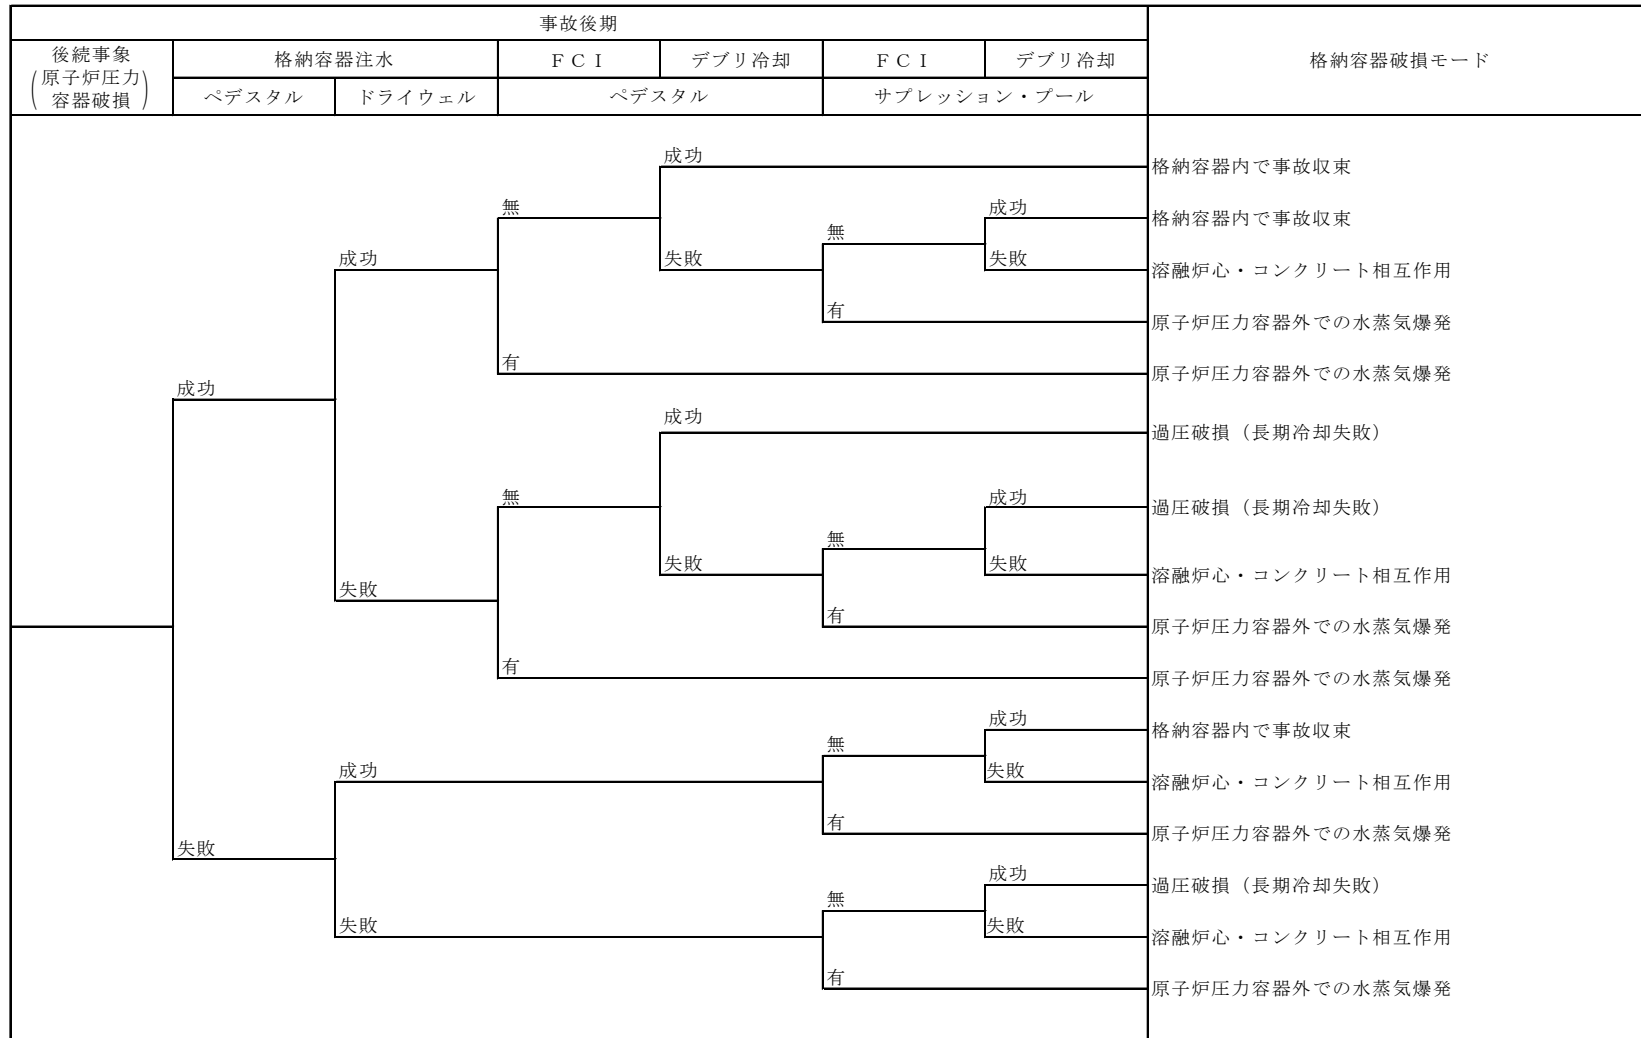 事故後期
後続事象
(原子炉圧力)
容器破損
格納容器注水
ＦＣＩ
デブリ冷却
ＦＣＩ
デブリ冷却
格納容器破損モード
ペデスタル
ドライウェル
ペデスタル
サプレッション・プール
成功
格納容器内で事故収束
無
成功
格納容器内で事故収束
無
成功
失敗
失敗
溶融炉心・コンクリート相互作用
有
原子炉圧力容器外での水蒸気爆発
有
原子炉圧力容器外での水蒸気爆発
成功
成功
過圧破損（長期冷却失敗）
無
成功
過圧破損（長期冷却失敗）
無
失敗
失敗
溶融炉心・コンクリート相互作用
失敗
有
原子炉圧力容器外での水蒸気爆発
有
原子炉圧力容器外での水蒸気爆発
成功
格納容器内で事故収束
無
成功
失敗
溶融炉心・コンクリート相互作用
有
原子炉圧力容器外での水蒸気爆発
失敗
成功
過圧破損（長期冷却失敗）
無
失敗
失敗
溶融炉心・コンクリート相互作用
有
原子炉圧力容器外での水蒸気爆発